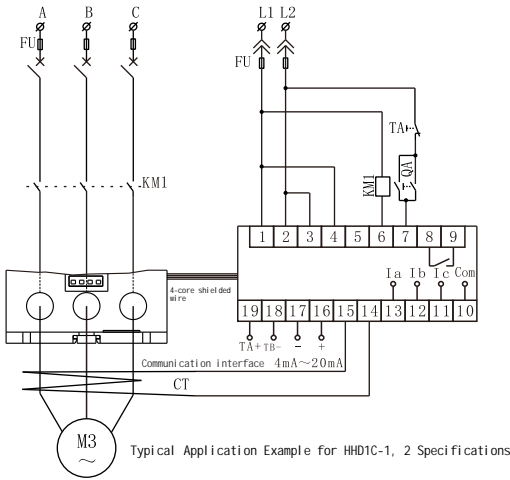 A B C L1 L2
FU
FU
TA
QA
KM1
KM1
1 2 3 4 5 6 7 8 9
Ia Ib Ic Com
4-core shielded
wire
19 18 17 16 15 14 13 12 11 10
TA+ TB- - +
Communication interface 4mA~20mA
CT
M3
~
Typical Application Example for HHD1C-1, 2 Specifications